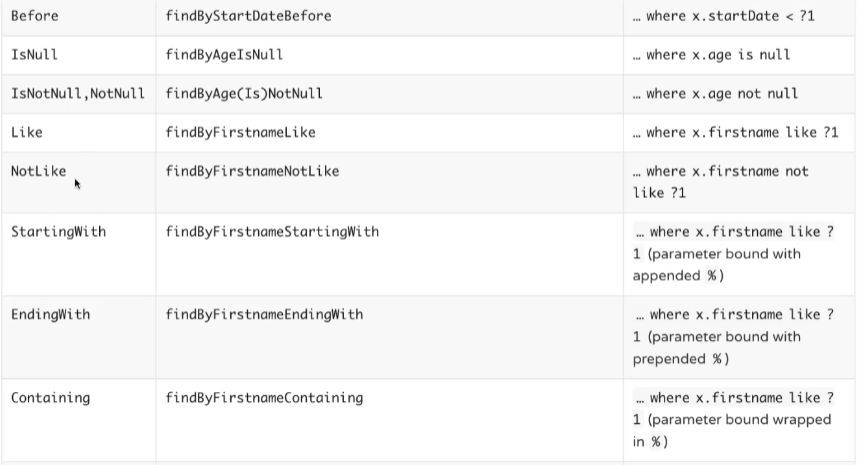 Before findByStartDateBefore … where x.startDate < ?1
IsNull findByAgeIsNull … where x.age is null
IsNotNull,NotNull findByAge(Is)NotNull … where x.age not null
Like findByFirstnameLike … where x.firstname like ?1
NotLike findByFirstnameNotLike … where x.firstname not
like ?1
StartingWith findByFirstnameStartingWith … where x.firstname like ?
1 (parameter bound with
appended %)
EndingWith findByFirstnameEndingWith … where x.firstname like ?
1 (parameter bound with
prepended %)
Containing findByFirstnameContaining … where x.firstname like ?
1 (parameter bound wrapped
in %)